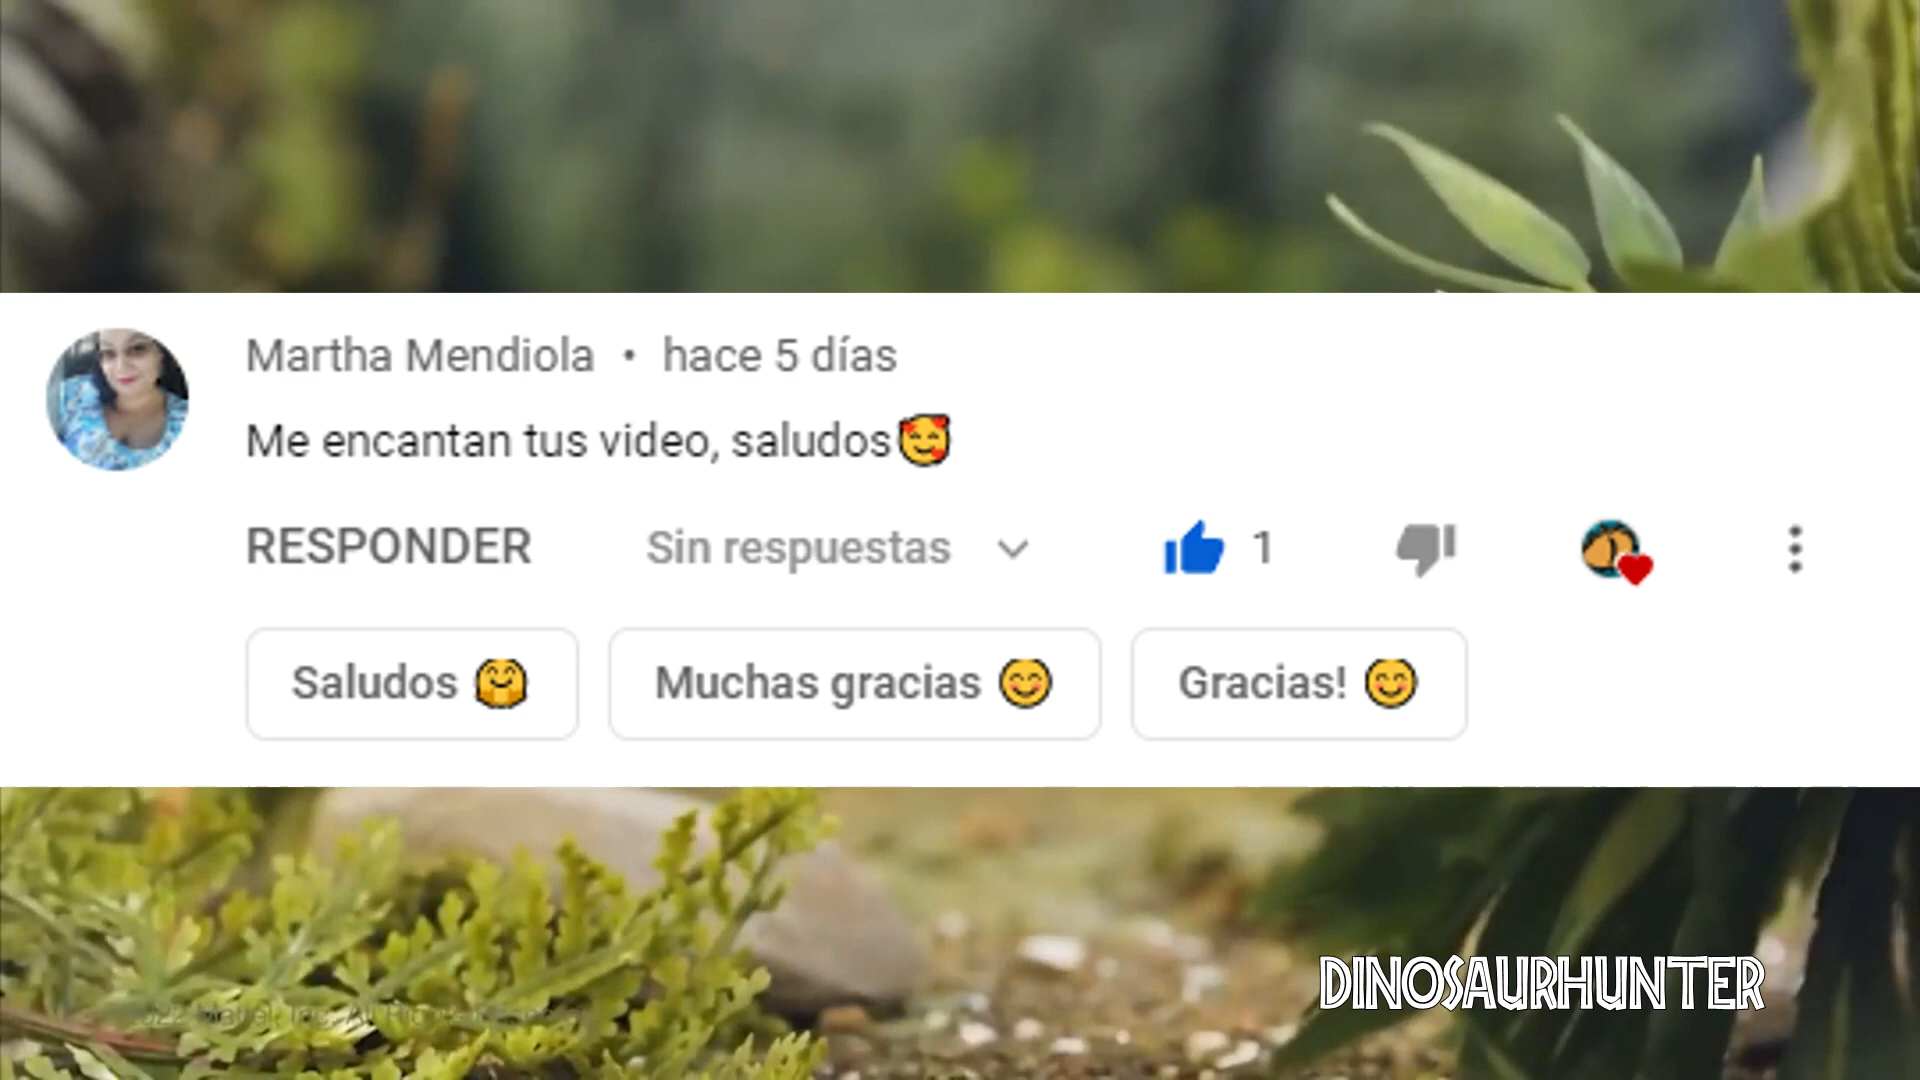 Martha Mendiola • hace 5 días
Me encantan tus video, saludos🥰
RESPONDER Sin respuestas 1
Saludos 🤗 Muchas gracias 😊 Gracias! 😊
DINOSAURHUNTER